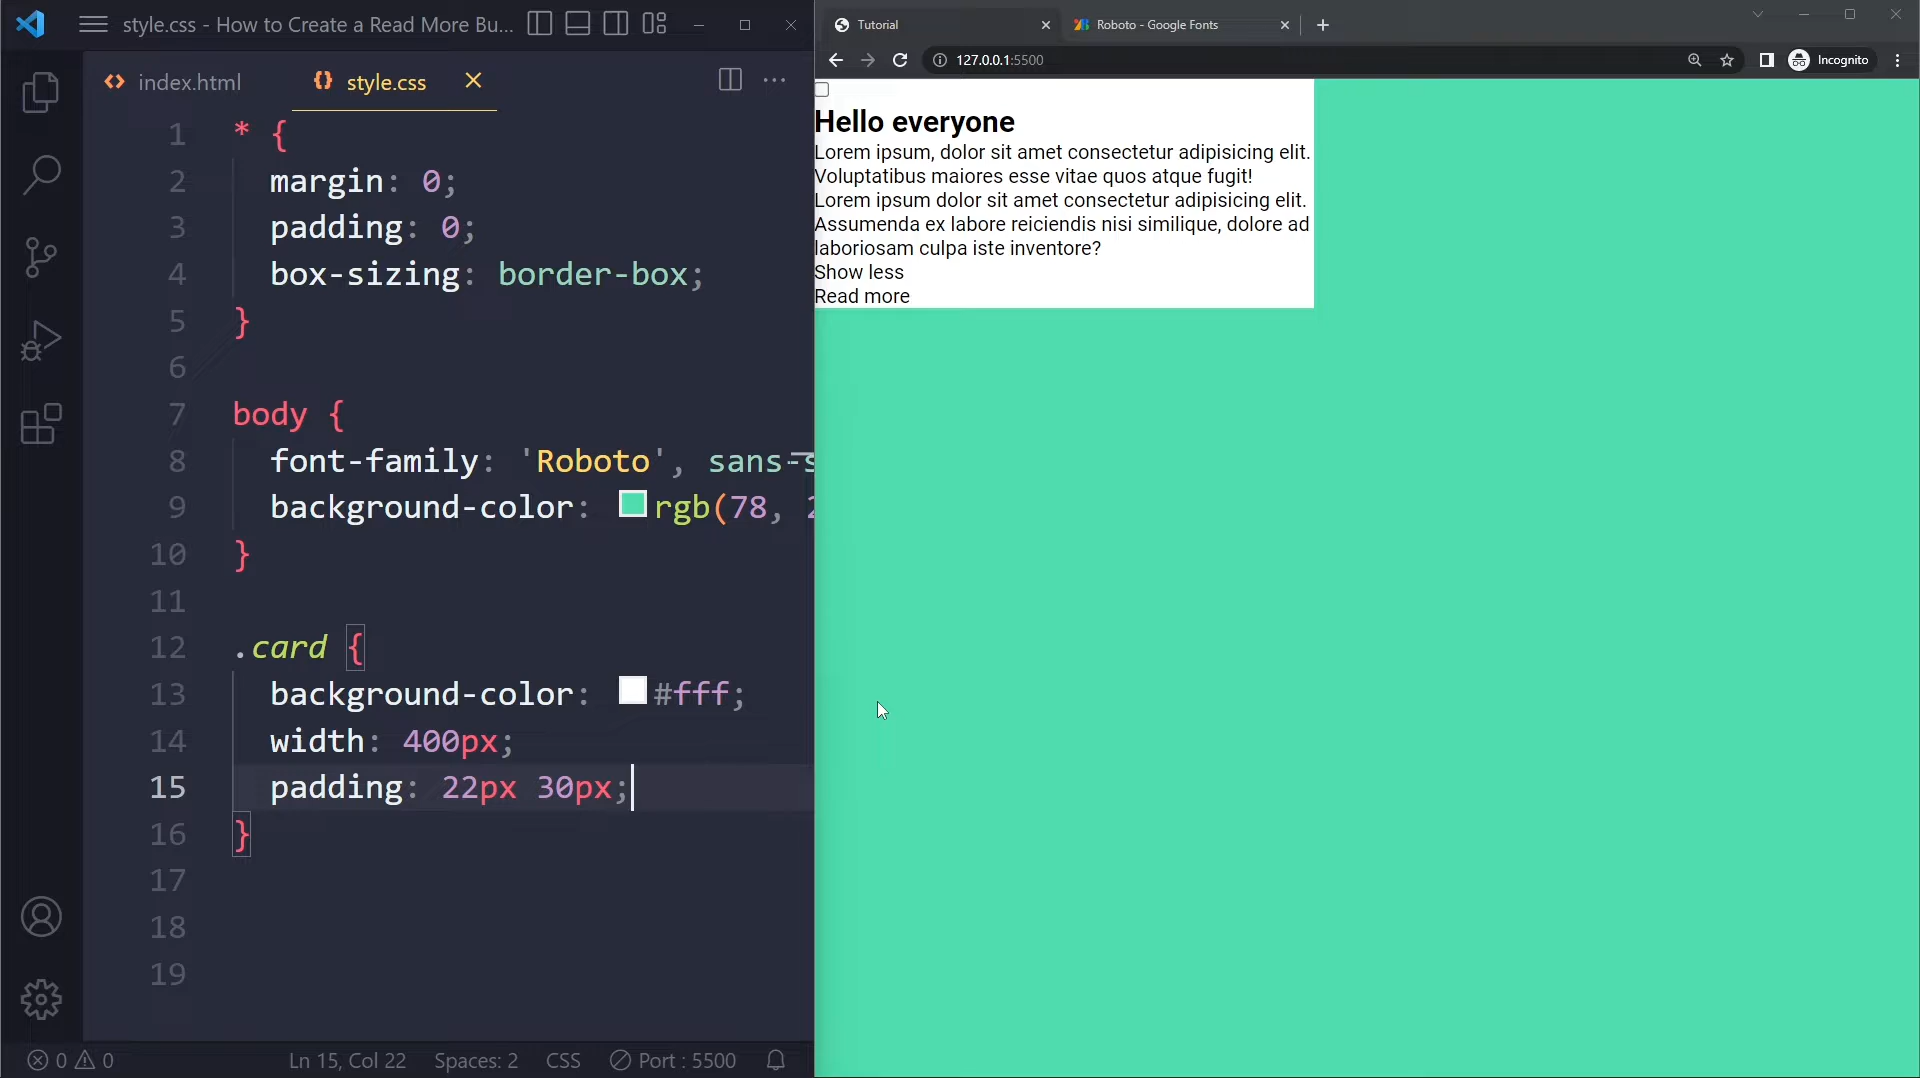 style.css - How to Create a Read More Bu...
index.html
style.css
1 * {
2 margin: 0;
3 padding: 0;
4 box-sizing: border-box;
5 }
6
7 body {
8 font-family: 'Roboto', sans-s
9 background-color: rgb(78, 2
10 }
11
12 .card {
13 background-color: #fff;
14 width: 400px;
15 padding: 22px 30px;
16 }
17
18
19
0 0
Ln 15, Col 22
Spaces: 2
CSS
Port : 5500
Tutorial
Roboto - Google Fonts
127.0.0.1:5500
Incognito
Hello everyone
Lorem ipsum, dolor sit amet consectetur adipisicing elit.
Voluptatibus maiores esse vitae quos atque fugit!
Lorem ipsum dolor sit amet consectetur adipisicing elit.
Assumenda ex labore reiciendis nisi similique, dolore ad
laboriosam culpa iste inventore?
Show less
Read more